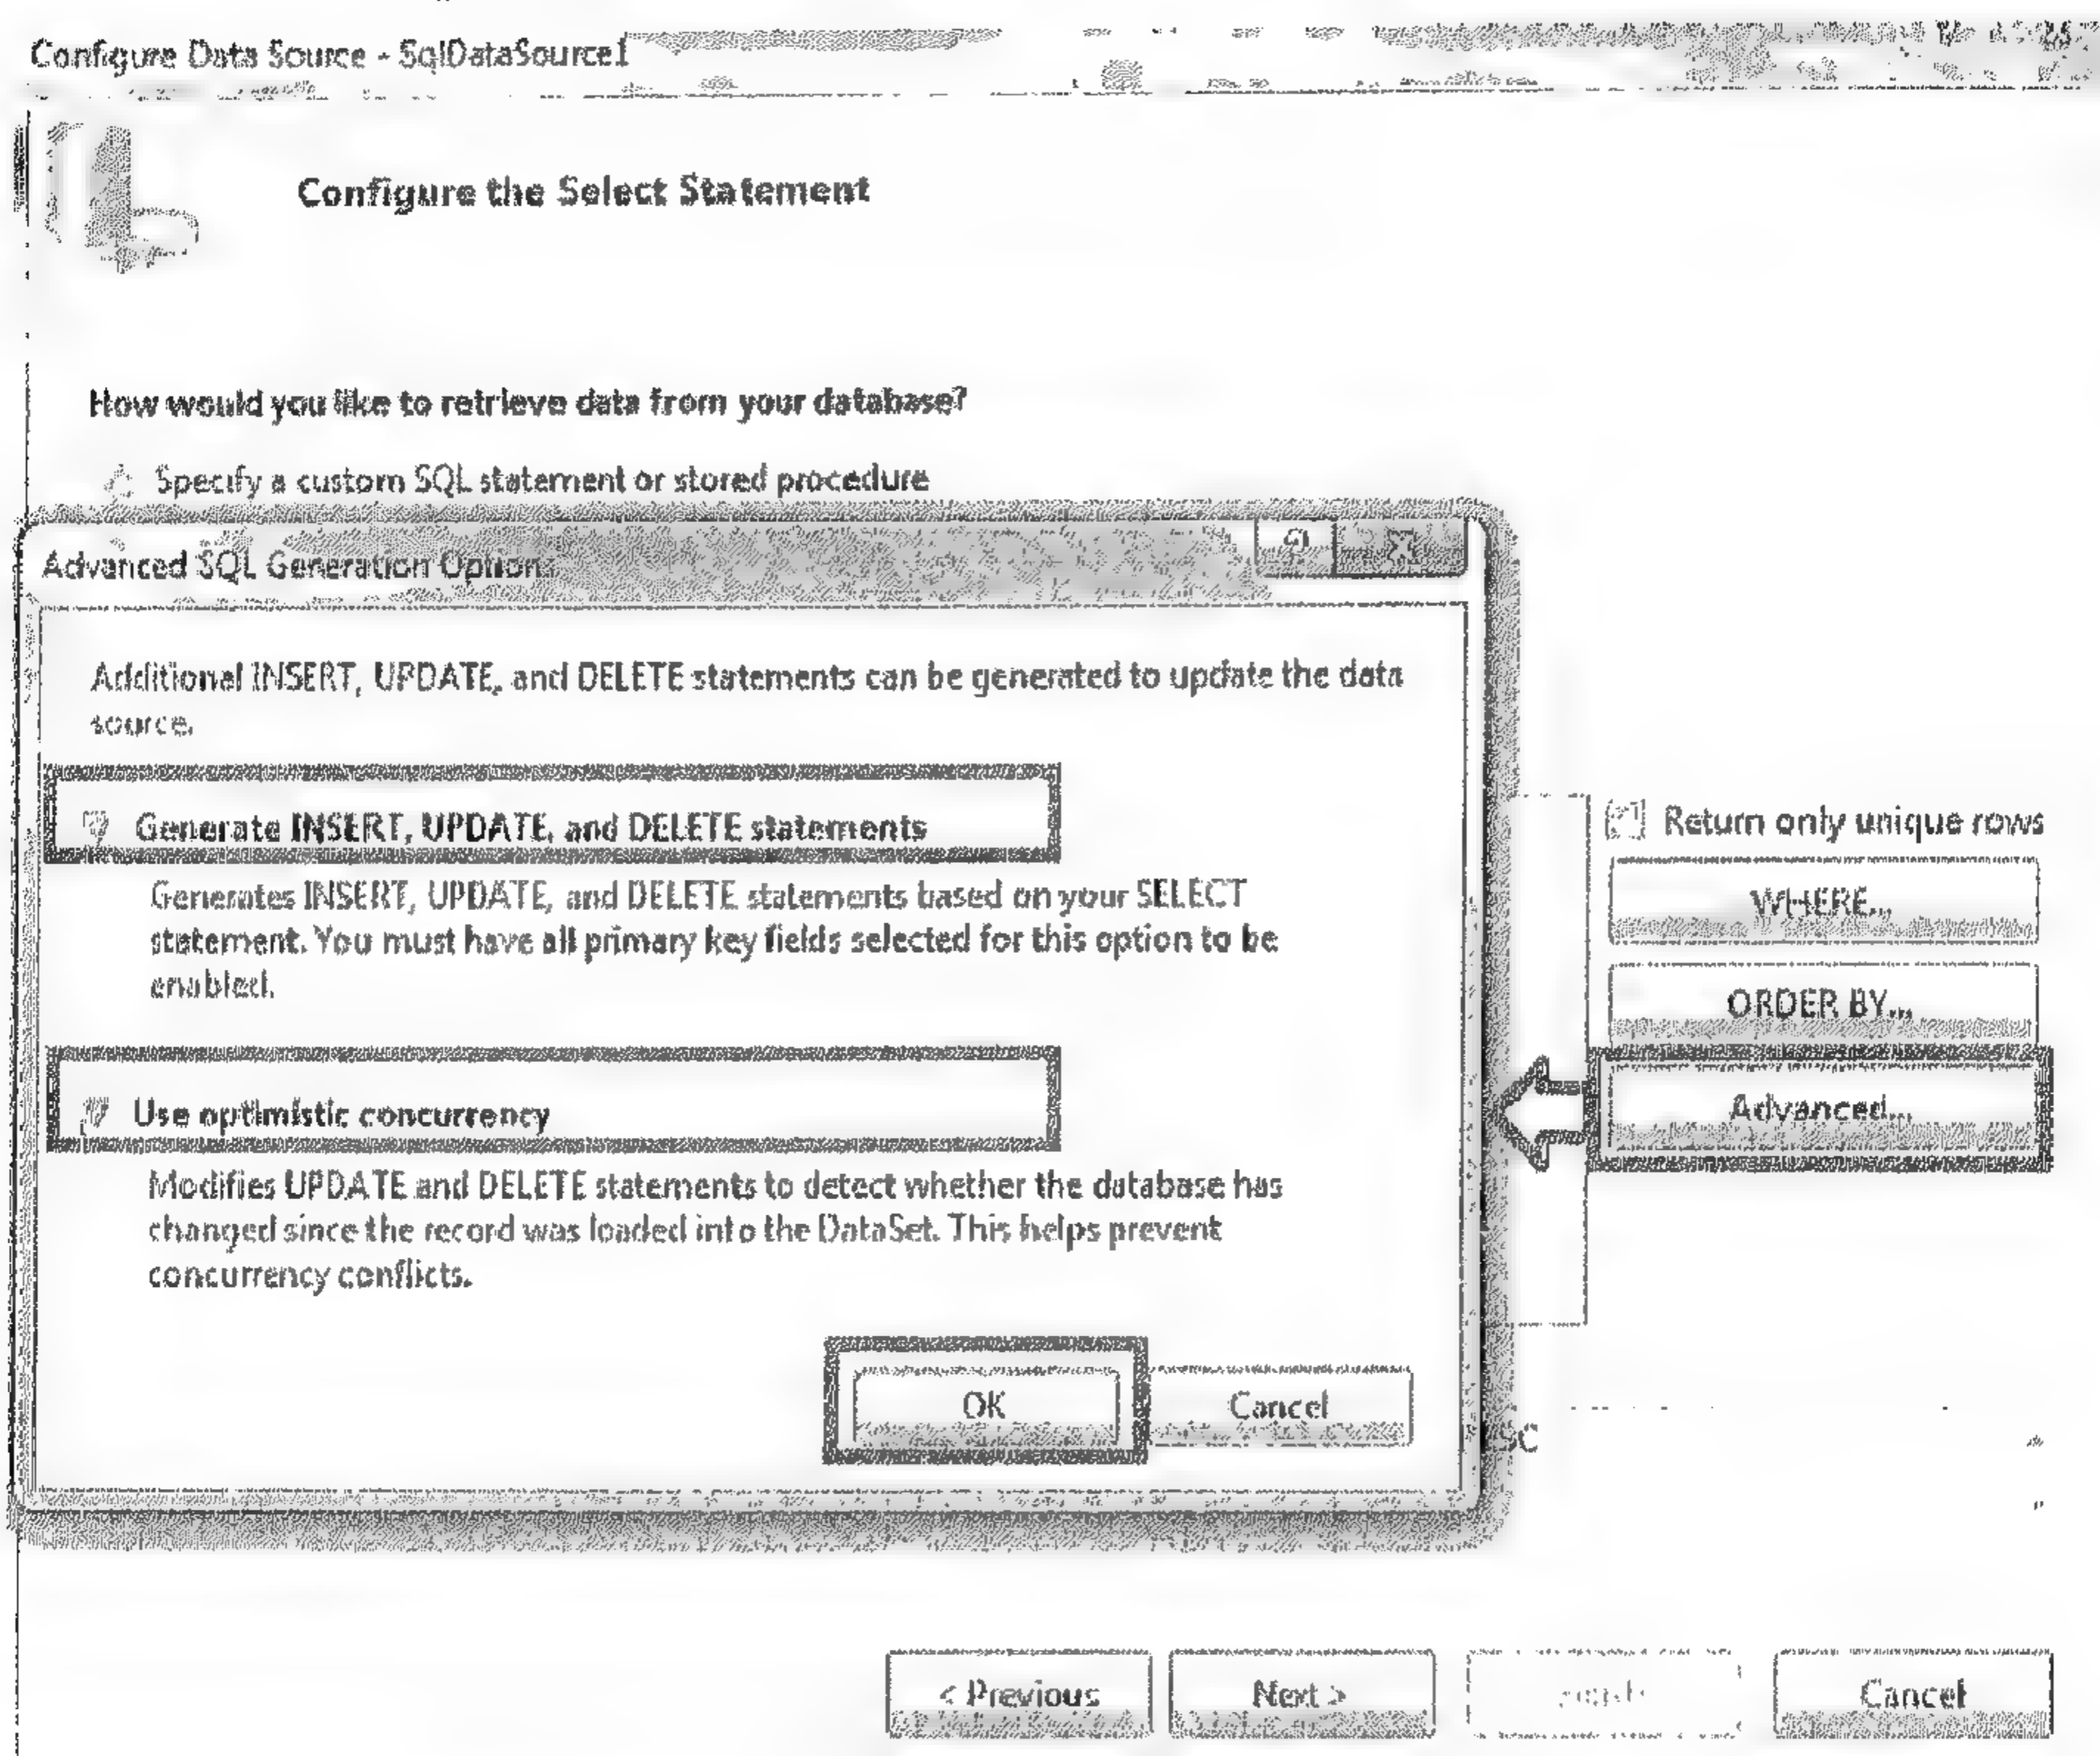 Configure Data Source - SqlDataSource1
Configure the Select Statement
How would you like to retrieve data from your database?
Specify a custom SQL statement or stored procedure
Advanced SQL Generation Options
Additional INSERT, UPDATE, and DELETE statements can be generated to update the data
source.
Generate INSERT, UPDATE, and DELETE statements
Generates INSERT, UPDATE, and DELETE statements based on your SELECT
statement. You must have all primary key fields selected for this option to be
enabled.
Use optimistic concurrency
Modifies UPDATE and DELETE statements to detect whether the database has
changed since the record was loaded into the DataSet. This helps prevent
concurrency conflicts.
OK
Cancel
Return only unique rows
WHERE...
ORDER BY...
Advanced...
< Previous
Next >
Cancel